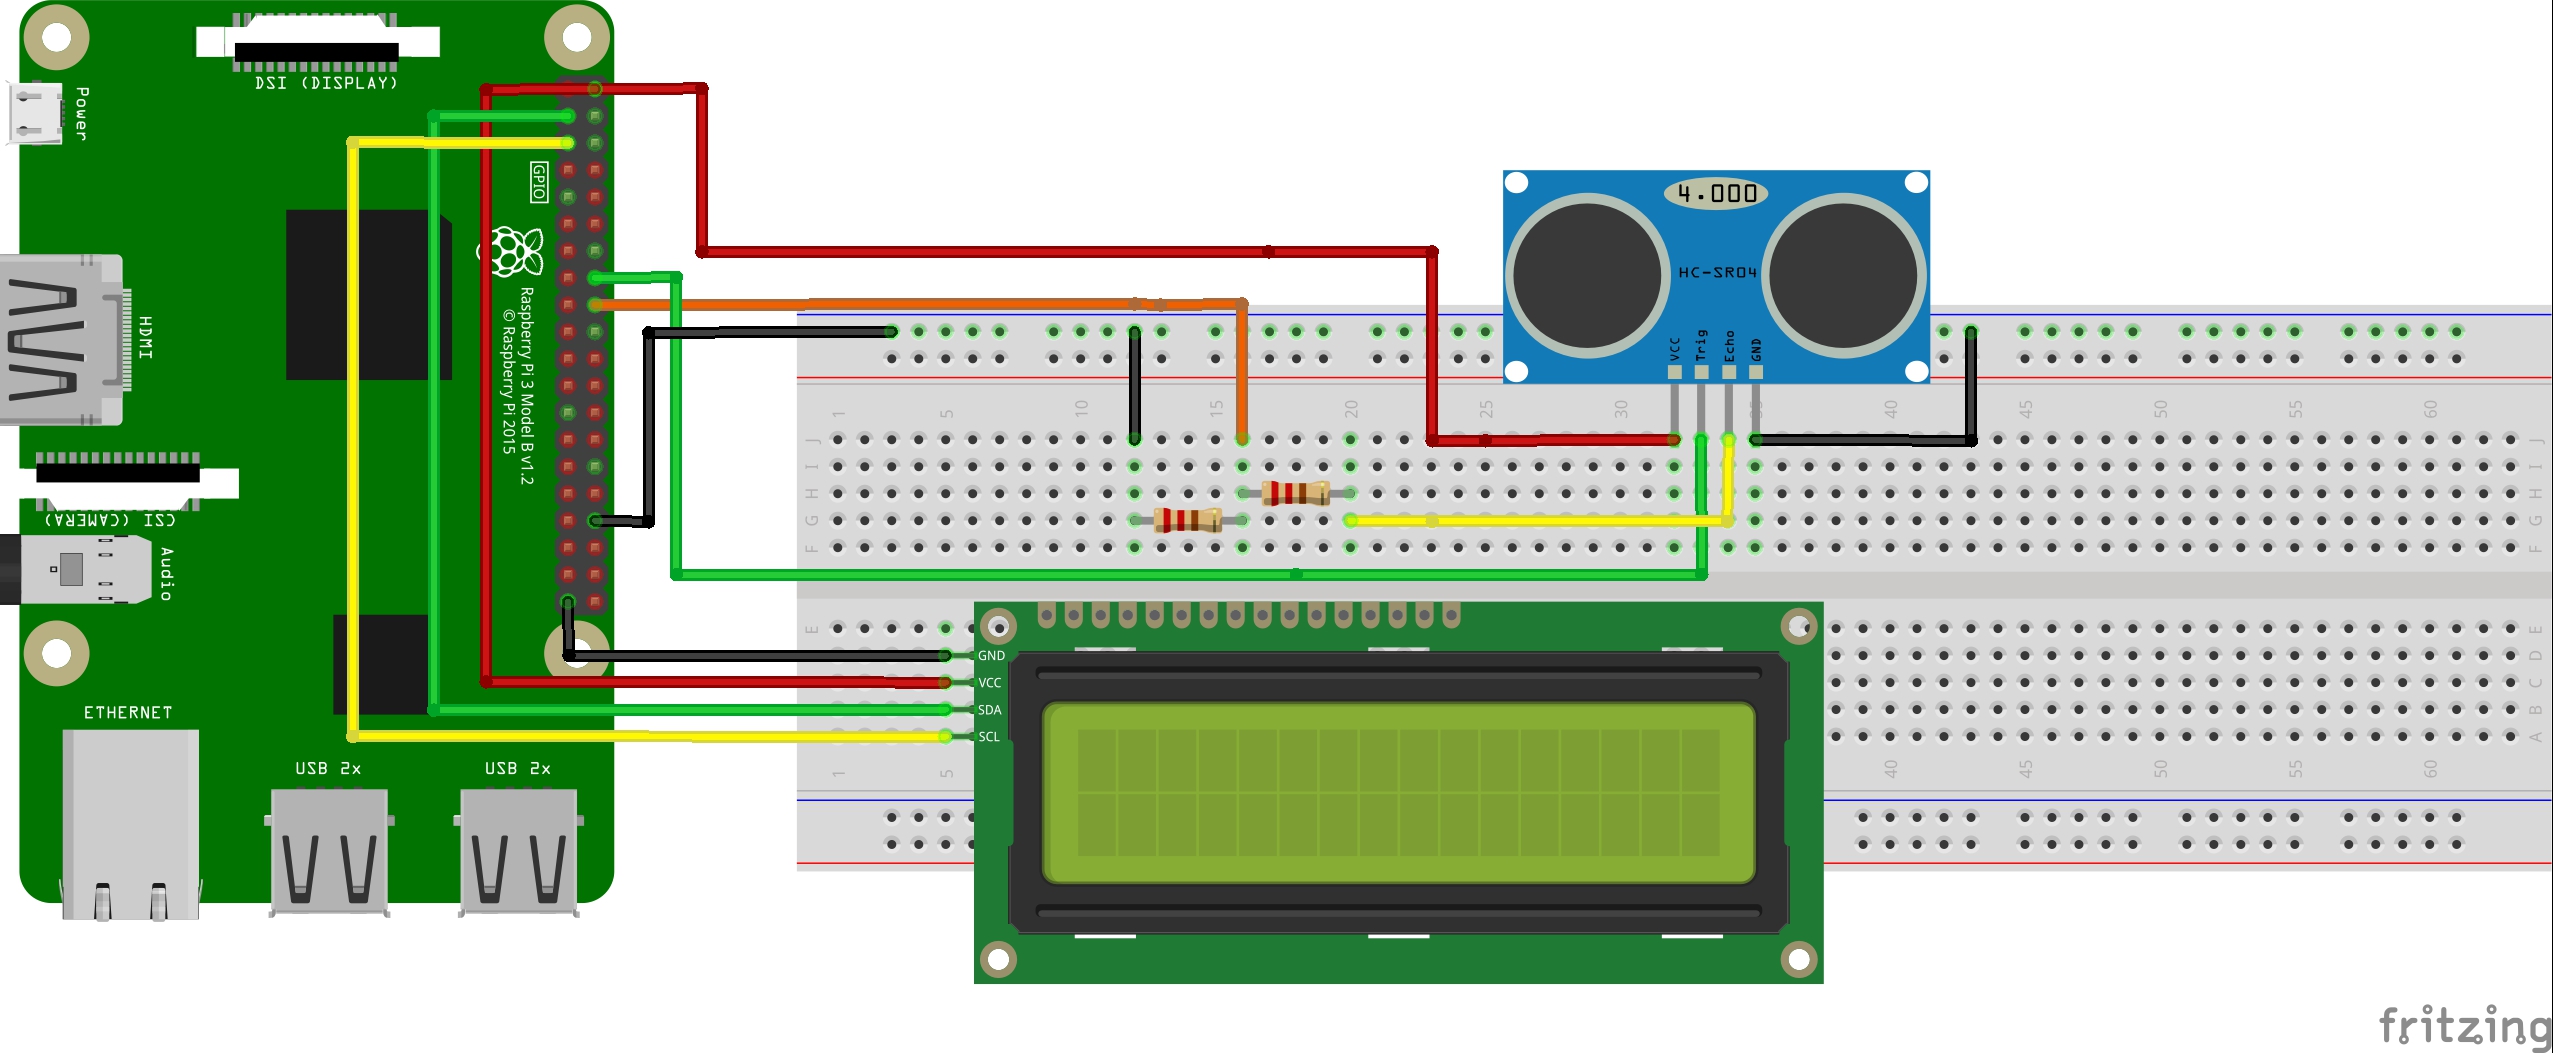 DSI (DISPLAY)
Power
GPIO
HDMI
Raspberry Pi 3 Model B v1.2
© Raspberry Pi 2015
CSI (CAMERA)
Audio
ETHERNET
USB 2x
USB 2x
4.000
HC-SR04
VCC
Trig
Echo
GND
1 5 10 15 20 25 30 35 40 45 50 55 60
J J
I I
H H
G G
F F
E E
D
C
B
A
GND
VCC
SDA
SCL
1 5 40 45 50 55 60
fritzing